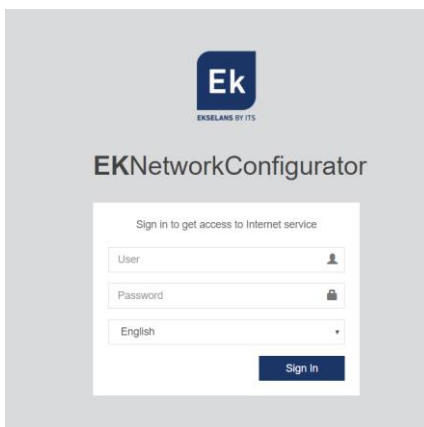 Ek
EKSELANS BY ITS
EKNetworkConfigurator
Sign in to get access to Internet service
User
Password
English
Sign In